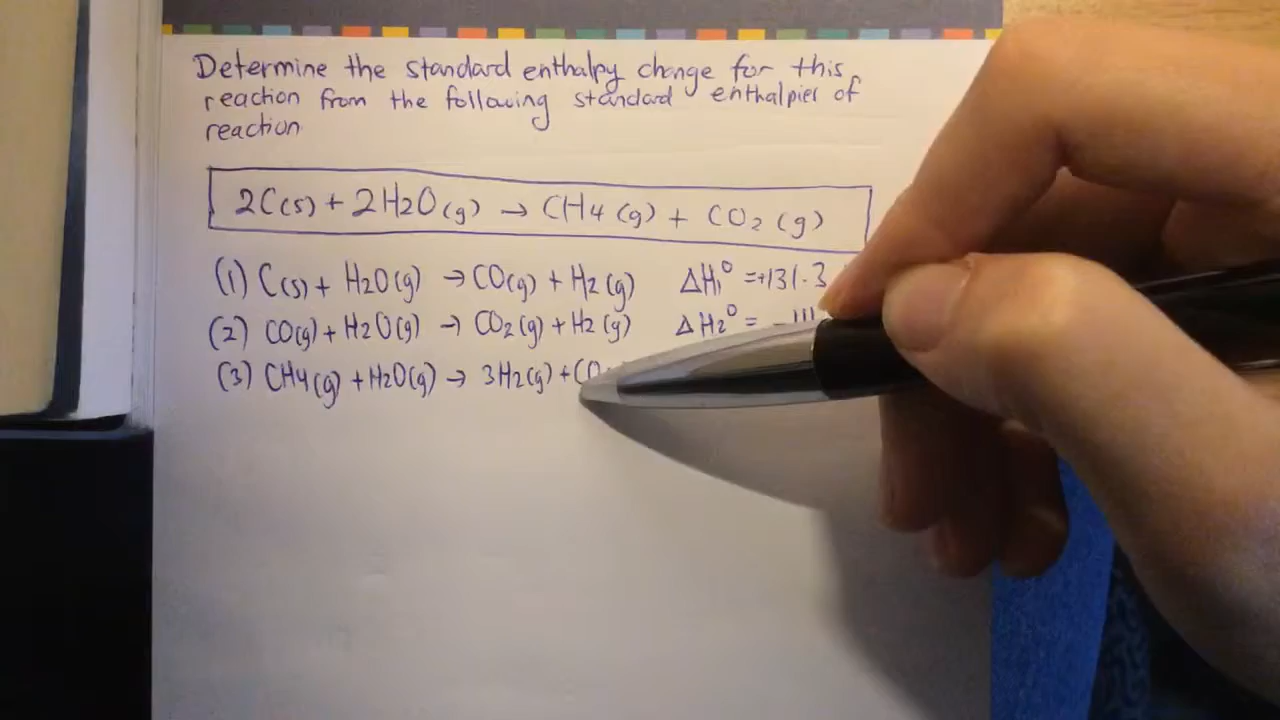 Determine the standard enthalpy change for this
reaction from the following standard enthalpies of
reaction
2C(s) + 2H2O(g) → CH4(g) + CO2(g)
(1) C(s) + H2O(g) → CO(g) + H2(g) ΔH1° = +131.3
(2) CO(g) + H2O(g) → CO2(g) + H2(g) ΔH2° =
(3) CH4(g) + H2O(g) → 3H2(g) + CO